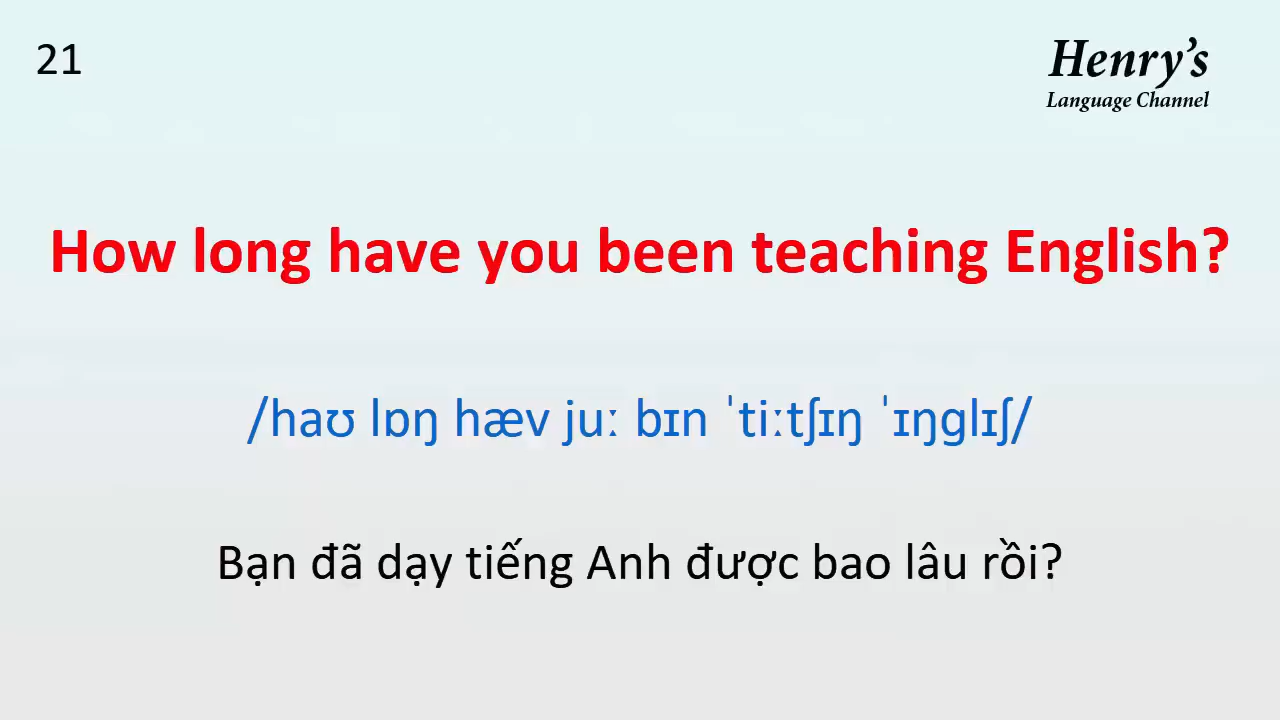 21
Henry's
Language Channel
How long have you been teaching English?
/haʊ lɒŋ hæv juː bɪn ˈtiːtʃɪŋ ˈɪŋglɪʃ/
Bạn đã dạy tiếng Anh được bao lâu rồi?